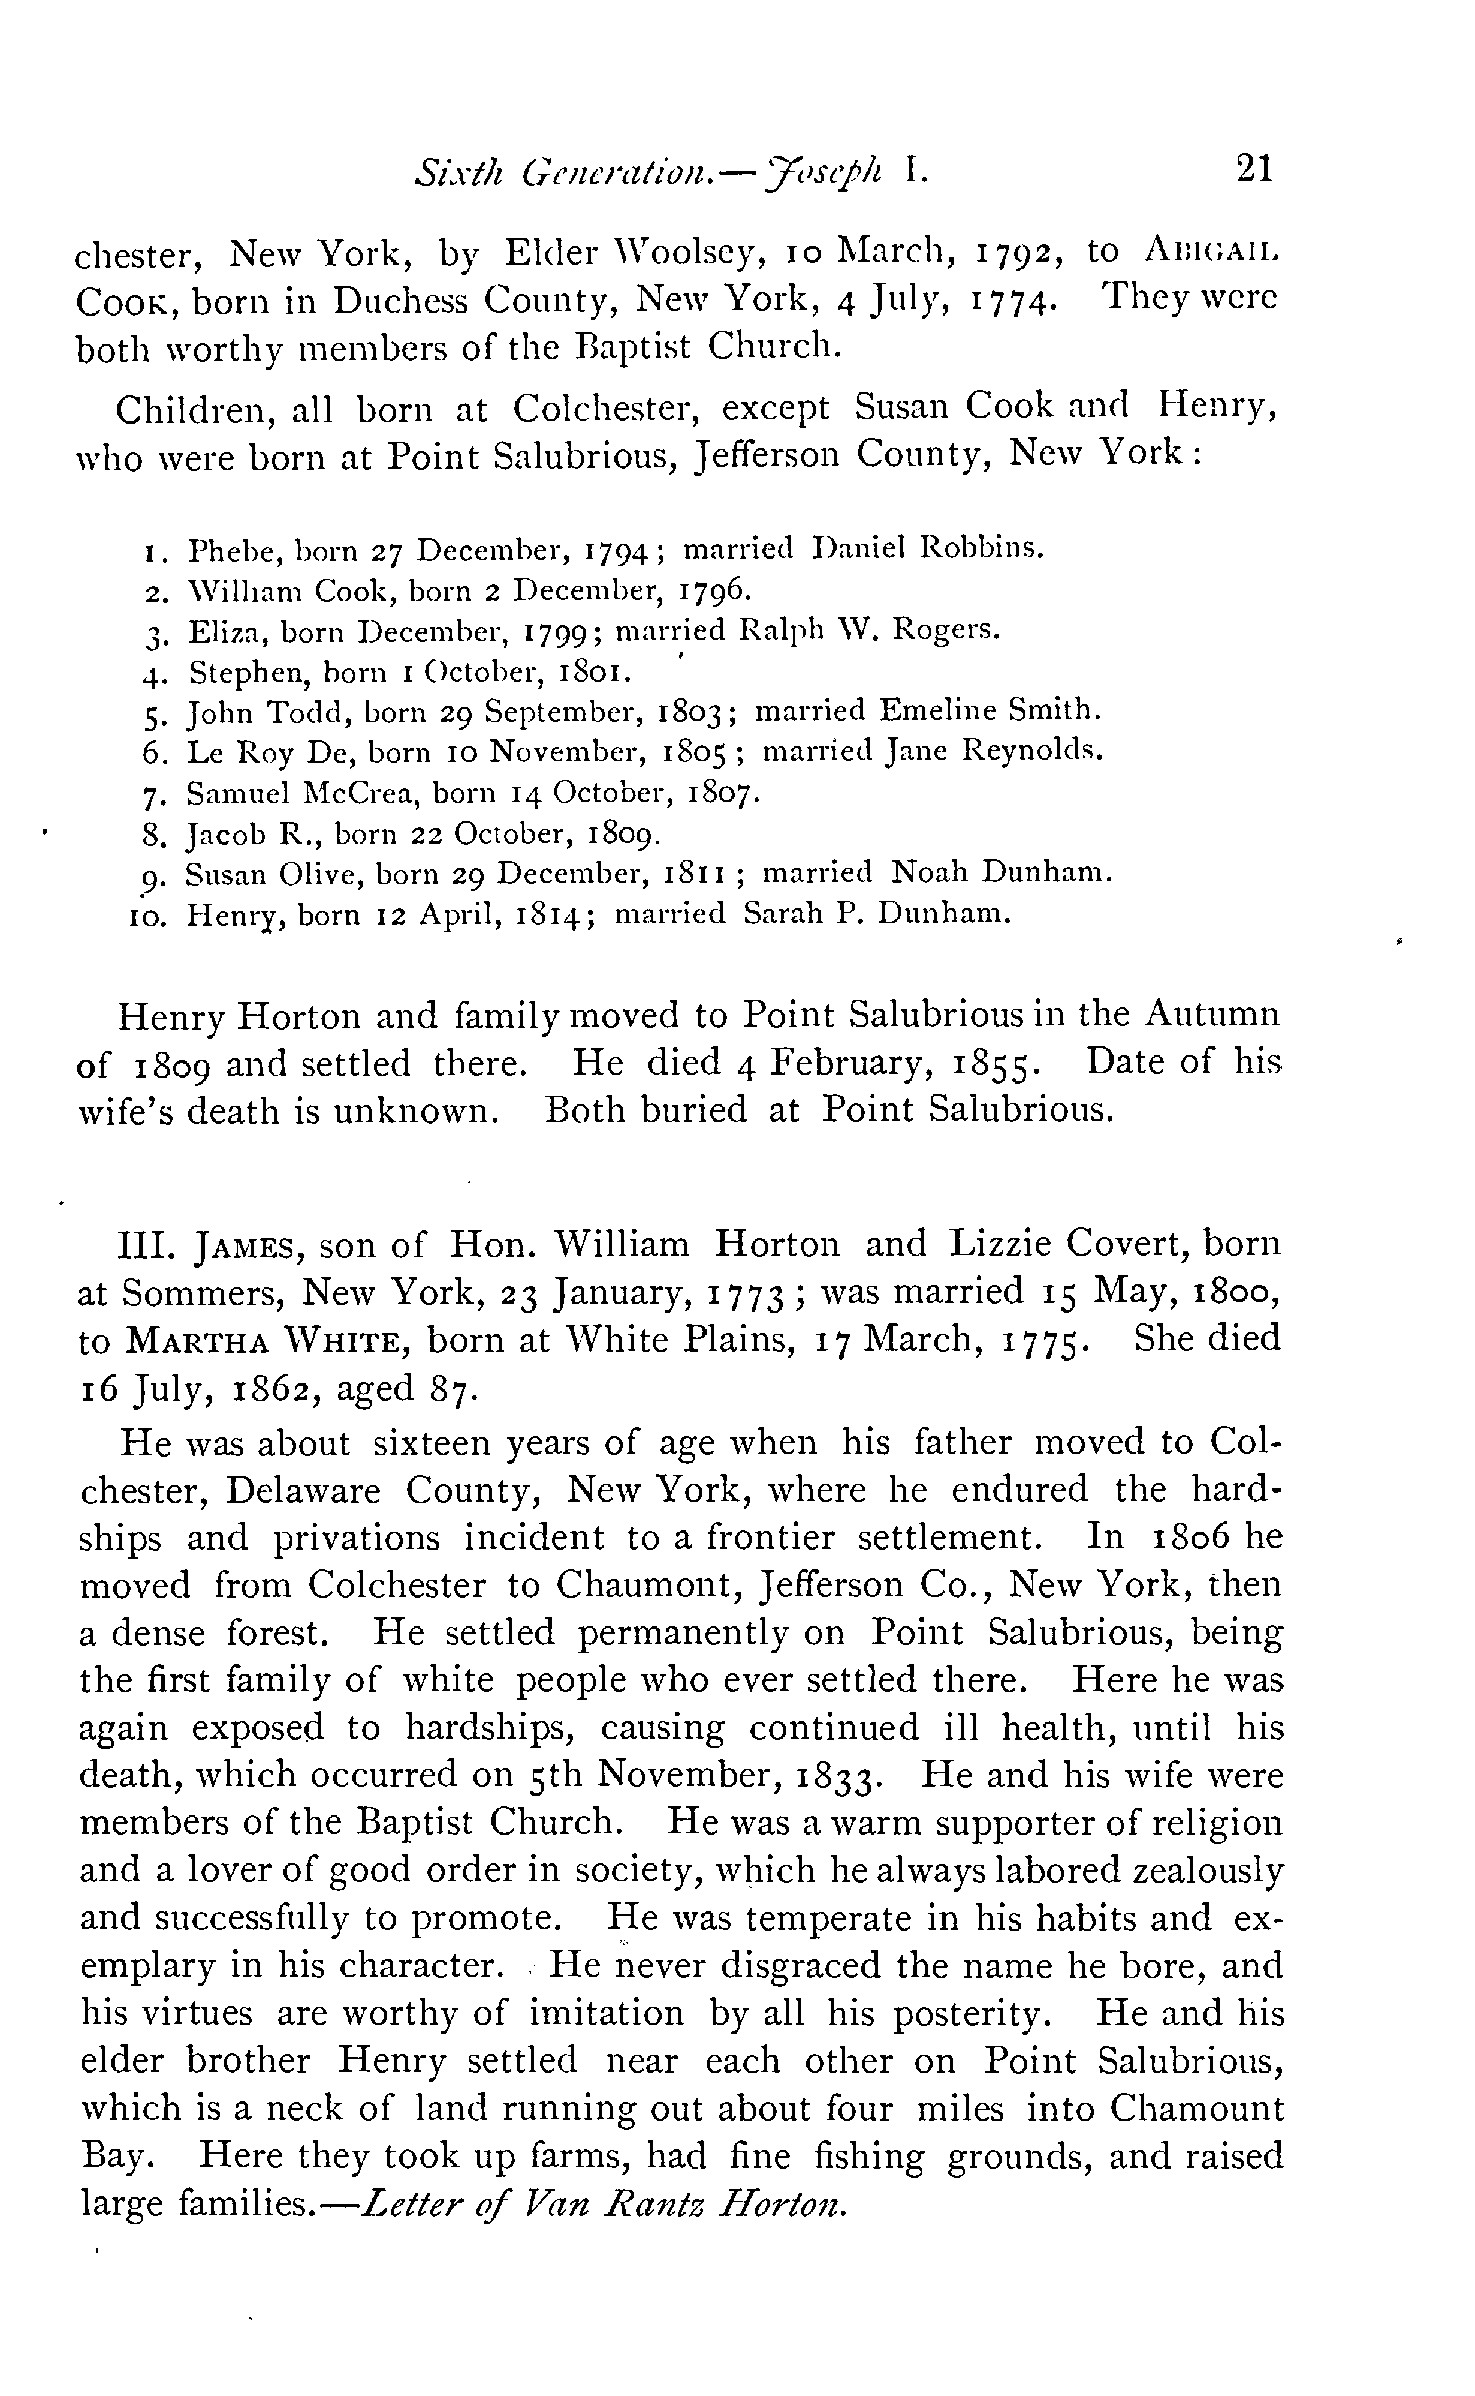 Sixth Generation.—Joseph I. 21
chester, New York, by Elder Woolsey, 10 March, 1792, to ABIGAIL
COOK, born in Duchess County, New York, 4 July, 1774. They were
both worthy members of the Baptist Church.
Children, all born at Colchester, except Susan Cook and Henry,
who were born at Point Salubrious, Jefferson County, New York :
1. Phebe, born 27 December, 1794 ; married Daniel Robbins.
2. William Cook, born 2 December, 1796.
3. Eliza, born December, 1799 ; married Ralph W. Rogers.
4. Stephen, born 1 October, 1801.
5. John Todd, born 29 September, 1803 ; married Emeline Smith.
6. Le Roy De, born 10 November, 1805 ; married Jane Reynolds.
7. Samuel McCrea, born 14 October, 1807.
8. Jacob R., born 22 October, 1809.
9. Susan Olive, born 29 December, 1811 ; married Noah Dunham.
10. Henry, born 12 April, 1814 ; married Sarah P. Dunham.
Henry Horton and family moved to Point Salubrious in the Autumn
of 1809 and settled there. He died 4 February, 1855. Date of his
wife's death is unknown. Both buried at Point Salubrious.
III. JAMES, son of Hon. William Horton and Lizzie Covert, born
at Sommers, New York, 23 January, 1773 ; was married 15 May, 1800,
to MARTHA WHITE, born at White Plains, 17 March, 1775. She died
16 July, 1862, aged 87.
He was about sixteen years of age when his father moved to Col-
chester, Delaware County, New York, where he endured the hard-
ships and privations incident to a frontier settlement. In 1806 he
moved from Colchester to Chaumont, Jefferson Co., New York, then
a dense forest. He settled permanently on Point Salubrious, being
the first family of white people who ever settled there. Here he was
again exposed to hardships, causing continued ill health, until his
death, which occurred on 5th November, 1833. He and his wife were
members of the Baptist Church. He was a warm supporter of religion
and a lover of good order in society, which he always labored zealously
and successfully to promote. He was temperate in his habits and ex-
emplary in his character. He never disgraced the name he bore, and
his virtues are worthy of imitation by all his posterity. He and his
elder brother Henry settled near each other on Point Salubrious,
which is a neck of land running out about four miles into Chamount
Bay. Here they took up farms, had fine fishing grounds, and raised
large families.—Letter of Van Rantz Horton.